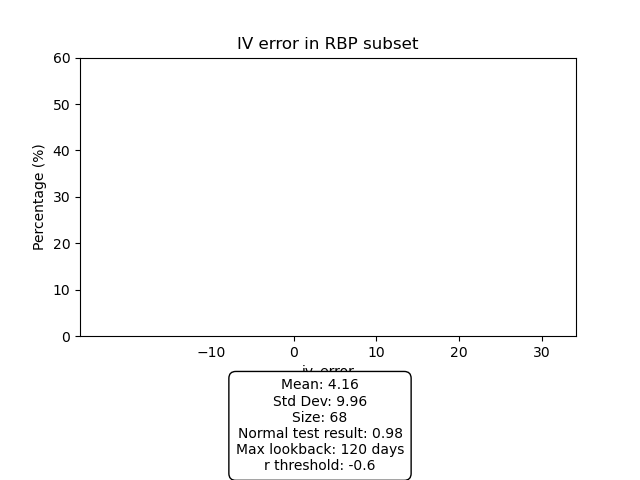 IV error in RBP subset
60
50
40
30
20
10
0
Percentage (%)
−10 0 10 20 30
iv_error
Mean: 4.16
Std Dev: 9.96
Size: 68
Normal test result: 0.98
Max lookback: 120 days
r threshold: -0.6